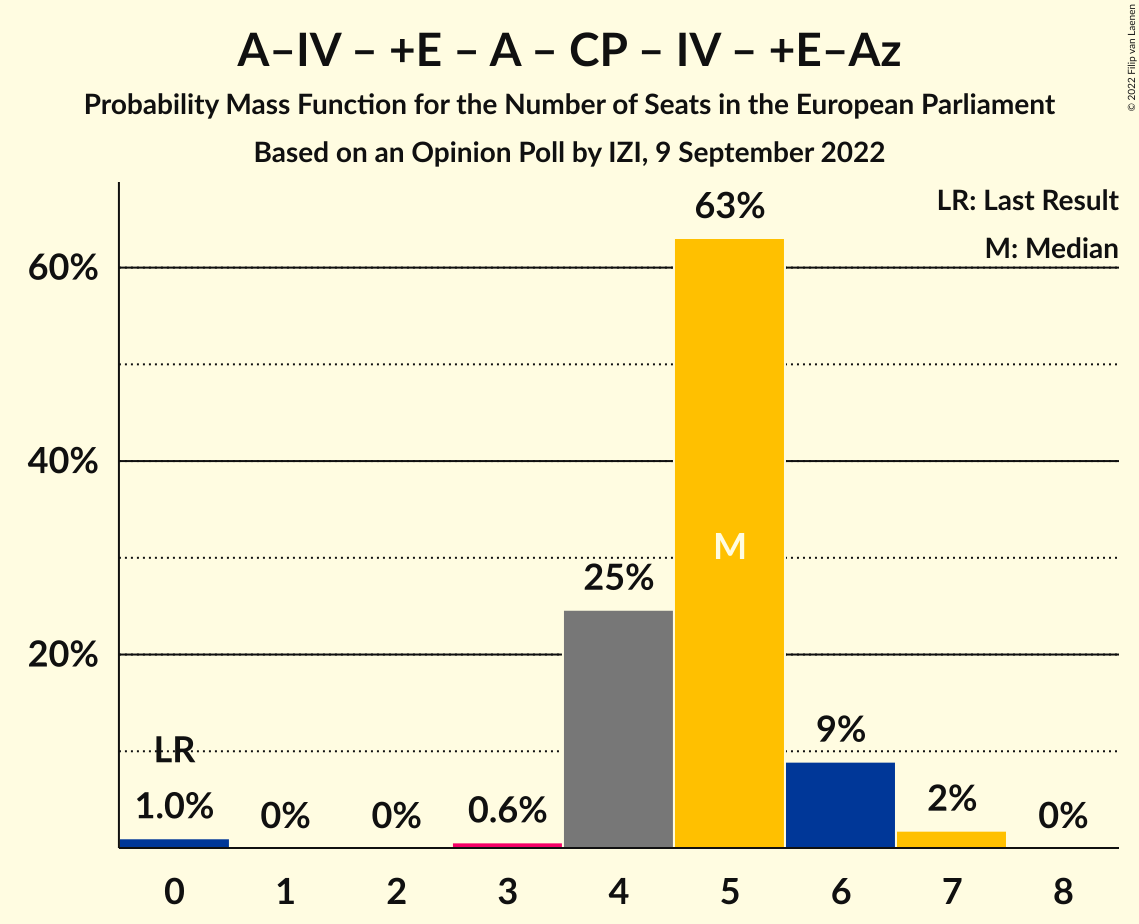 A–IV – +E – A – CP – IV – +E–Az
Probability Mass Function for the Number of Seats in the European Parliament
Based on an Opinion Poll by IZI, 9 September 2022
© 2022 Filip van Laenen
LR: Last Result
M: Median
63%
60%
40%
M
25%
20%
9%
LR
2%
1.0%
0%
0%
0.6%
0%
0 1 2 3 4 5 6 7 8